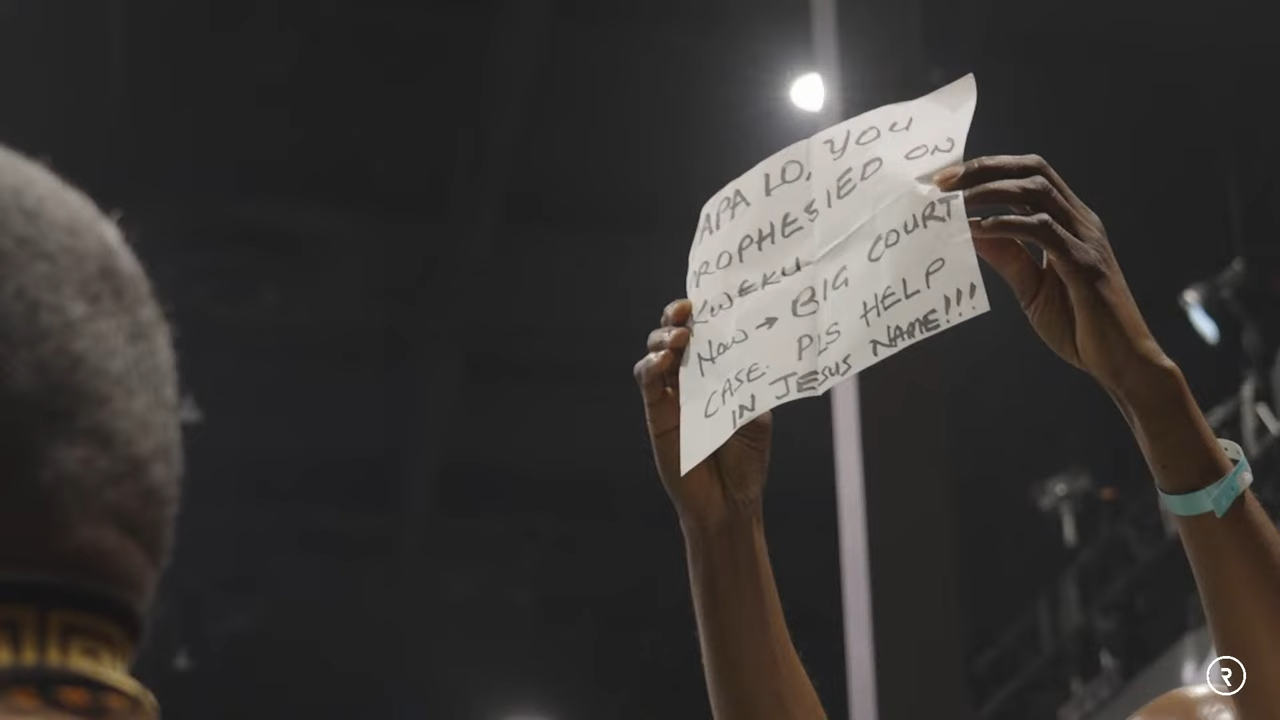 APA LO, YOU
ROPHESIED ON
KWEKU
NOW → BIG COURT
CASE. PLS HELP
IN JESUS NAME!!!
R